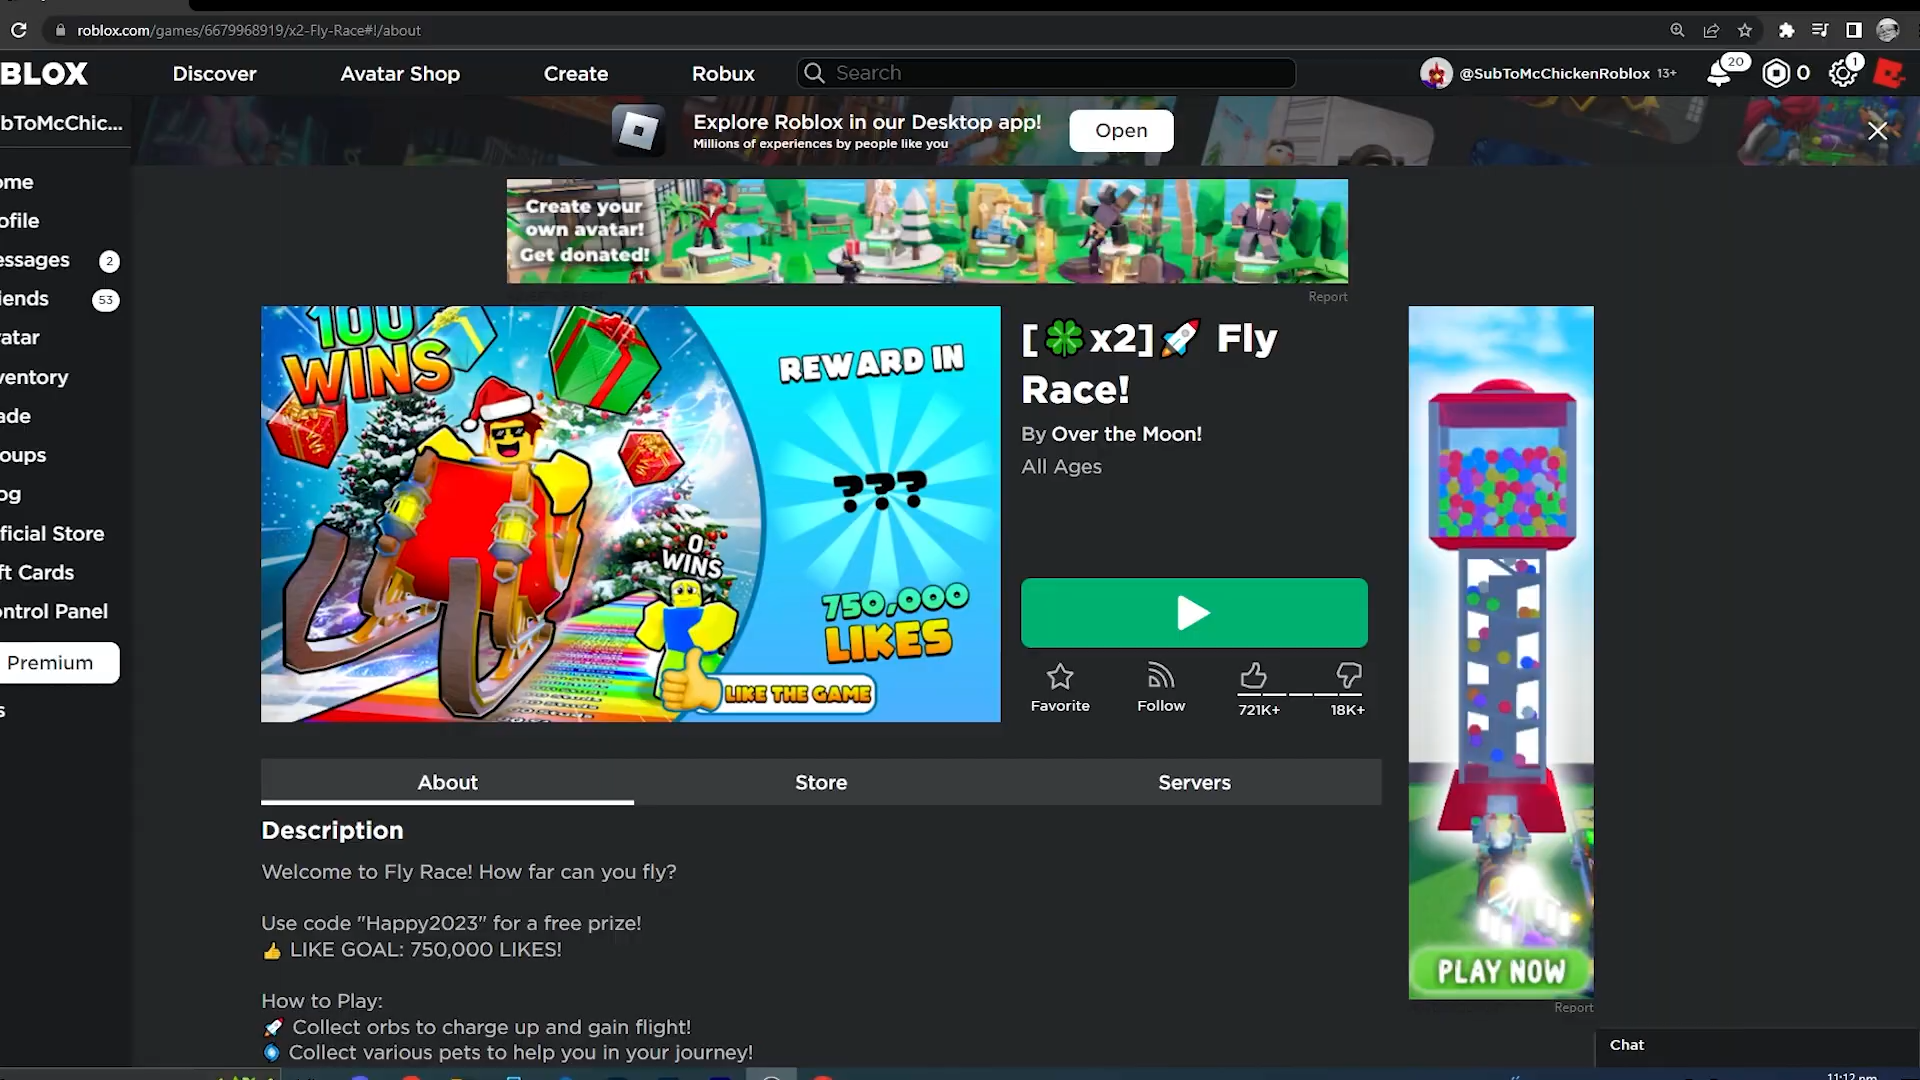 roblox.com/games/6679968919/x2-Fly-Race#!/about
BLOX
Discover
Avatar Shop
Create
Robux
Search
@SubToMcChickenRoblox 13+
20
0
1
bToMcChic...
Explore Roblox in our Desktop app!
Millions of experiences by people like you
Open
ome
ofile
essages 2
iends 53
vatar
ventory
ade
oups
og
ficial Store
ft Cards
ontrol Panel
Premium
s
Create your
own avatar!
Get donated!
Report
100
WINS
REWARD IN
???
0
WINS
750,000
LIKES
LIKE THE GAME
[🍀x2]🚀 Fly
Race!
By Over the Moon!
All Ages
Favorite
Follow
721K+
18K+
About
Store
Servers
Description
Welcome to Fly Race! How far can you fly?
Use code "Happy2023" for a free prize!
👍 LIKE GOAL: 750,000 LIKES!
How to Play:
🚀 Collect orbs to charge up and gain flight!
Collect various pets to help you in your journey!
PLAY NOW
Report
Chat
11:12 pm